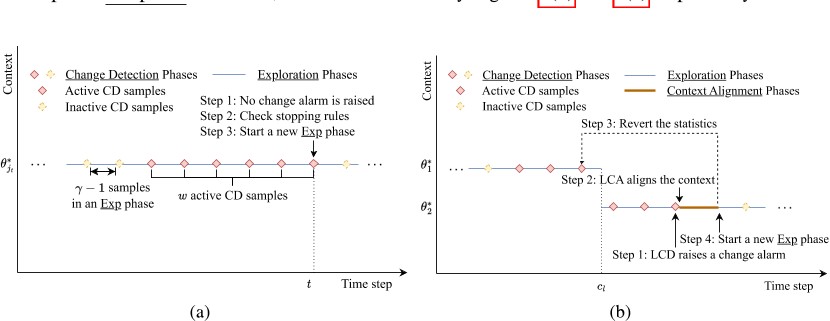 Context
Change Detection Phases
Exploration Phases
Active CD samples
Inactive CD samples
Step 1: No change alarm is raised
Step 2: Check stopping rules
Step 3: Start a new Exp phase
θ*_{j_t}
...
...
γ − 1 samples
in an Exp phase
w active CD samples
t
Time step
(a)
Context
Change Detection Phases
Exploration Phases
Active CD samples
Context Alignment Phases
Inactive CD samples
Step 3: Revert the statistics
θ*_1
...
Step 2: LCA aligns the context
θ*_2
...
Step 4: Start a new Exp phase
Step 1: LCD raises a change alarm
c_l
Time step
(b)